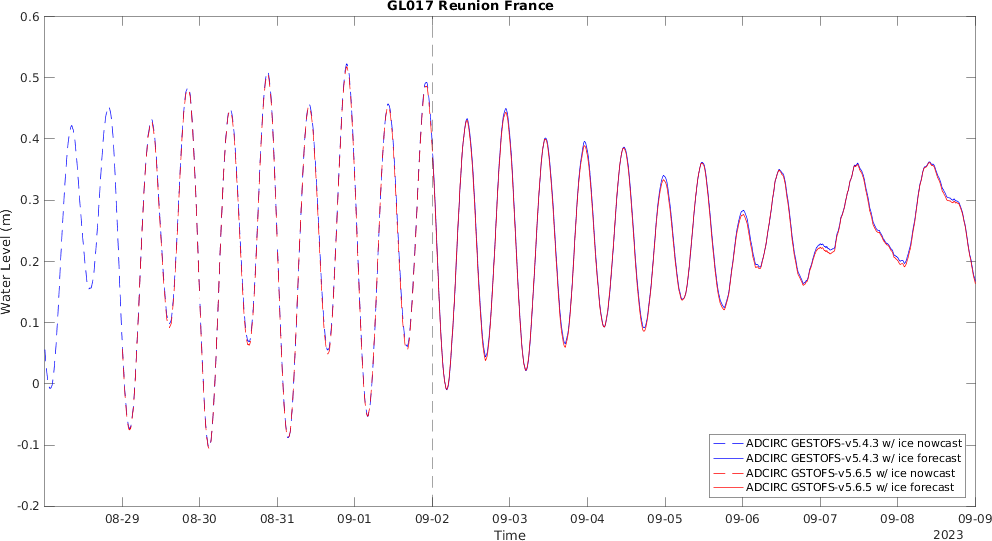 GL017 Reunion France
0.6
0.5
0.4
0.3
0.2
0.1
0
-0.1
-0.2
Water Level (m)
ADCIRC GESTOFS-v5.4.3 w/ ice nowcast
ADCIRC GESTOFS-v5.4.3 w/ ice forecast
ADCIRC GSTOFS-v5.6.5 w/ ice nowcast
ADCIRC GSTOFS-v5.6.5 w/ ice forecast
08-29 08-30 08-31 09-01 09-02 09-03 09-04 09-05 09-06 09-07 09-08 09-09
Time
2023